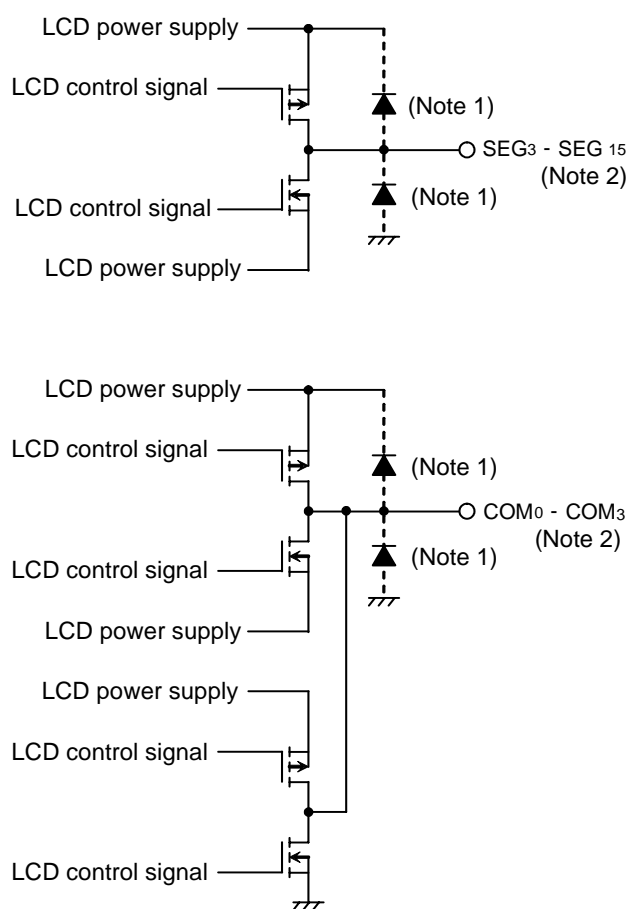 LCD power supply
LCD control signal
(Note 1)
SEG3 - SEG 15
(Note 2)
LCD control signal
(Note 1)
LCD power supply
LCD power supply
LCD control signal
(Note 1)
COM0 - COM3
(Note 2)
LCD control signal
(Note 1)
LCD power supply
LCD power supply
LCD control signal
LCD control signal